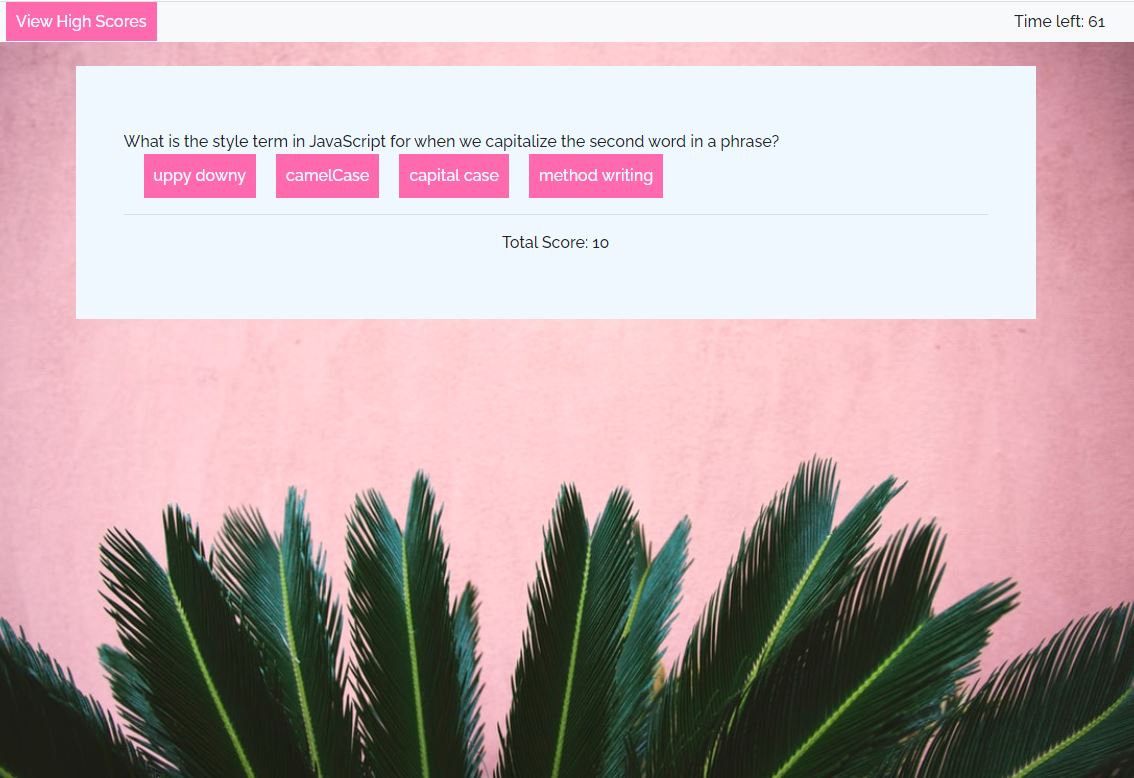 View High Scores Time left: 61
What is the style term in JavaScript for when we capitalize the second word in a phrase?
uppy downy camelCase capital case method writing
Total Score: 10